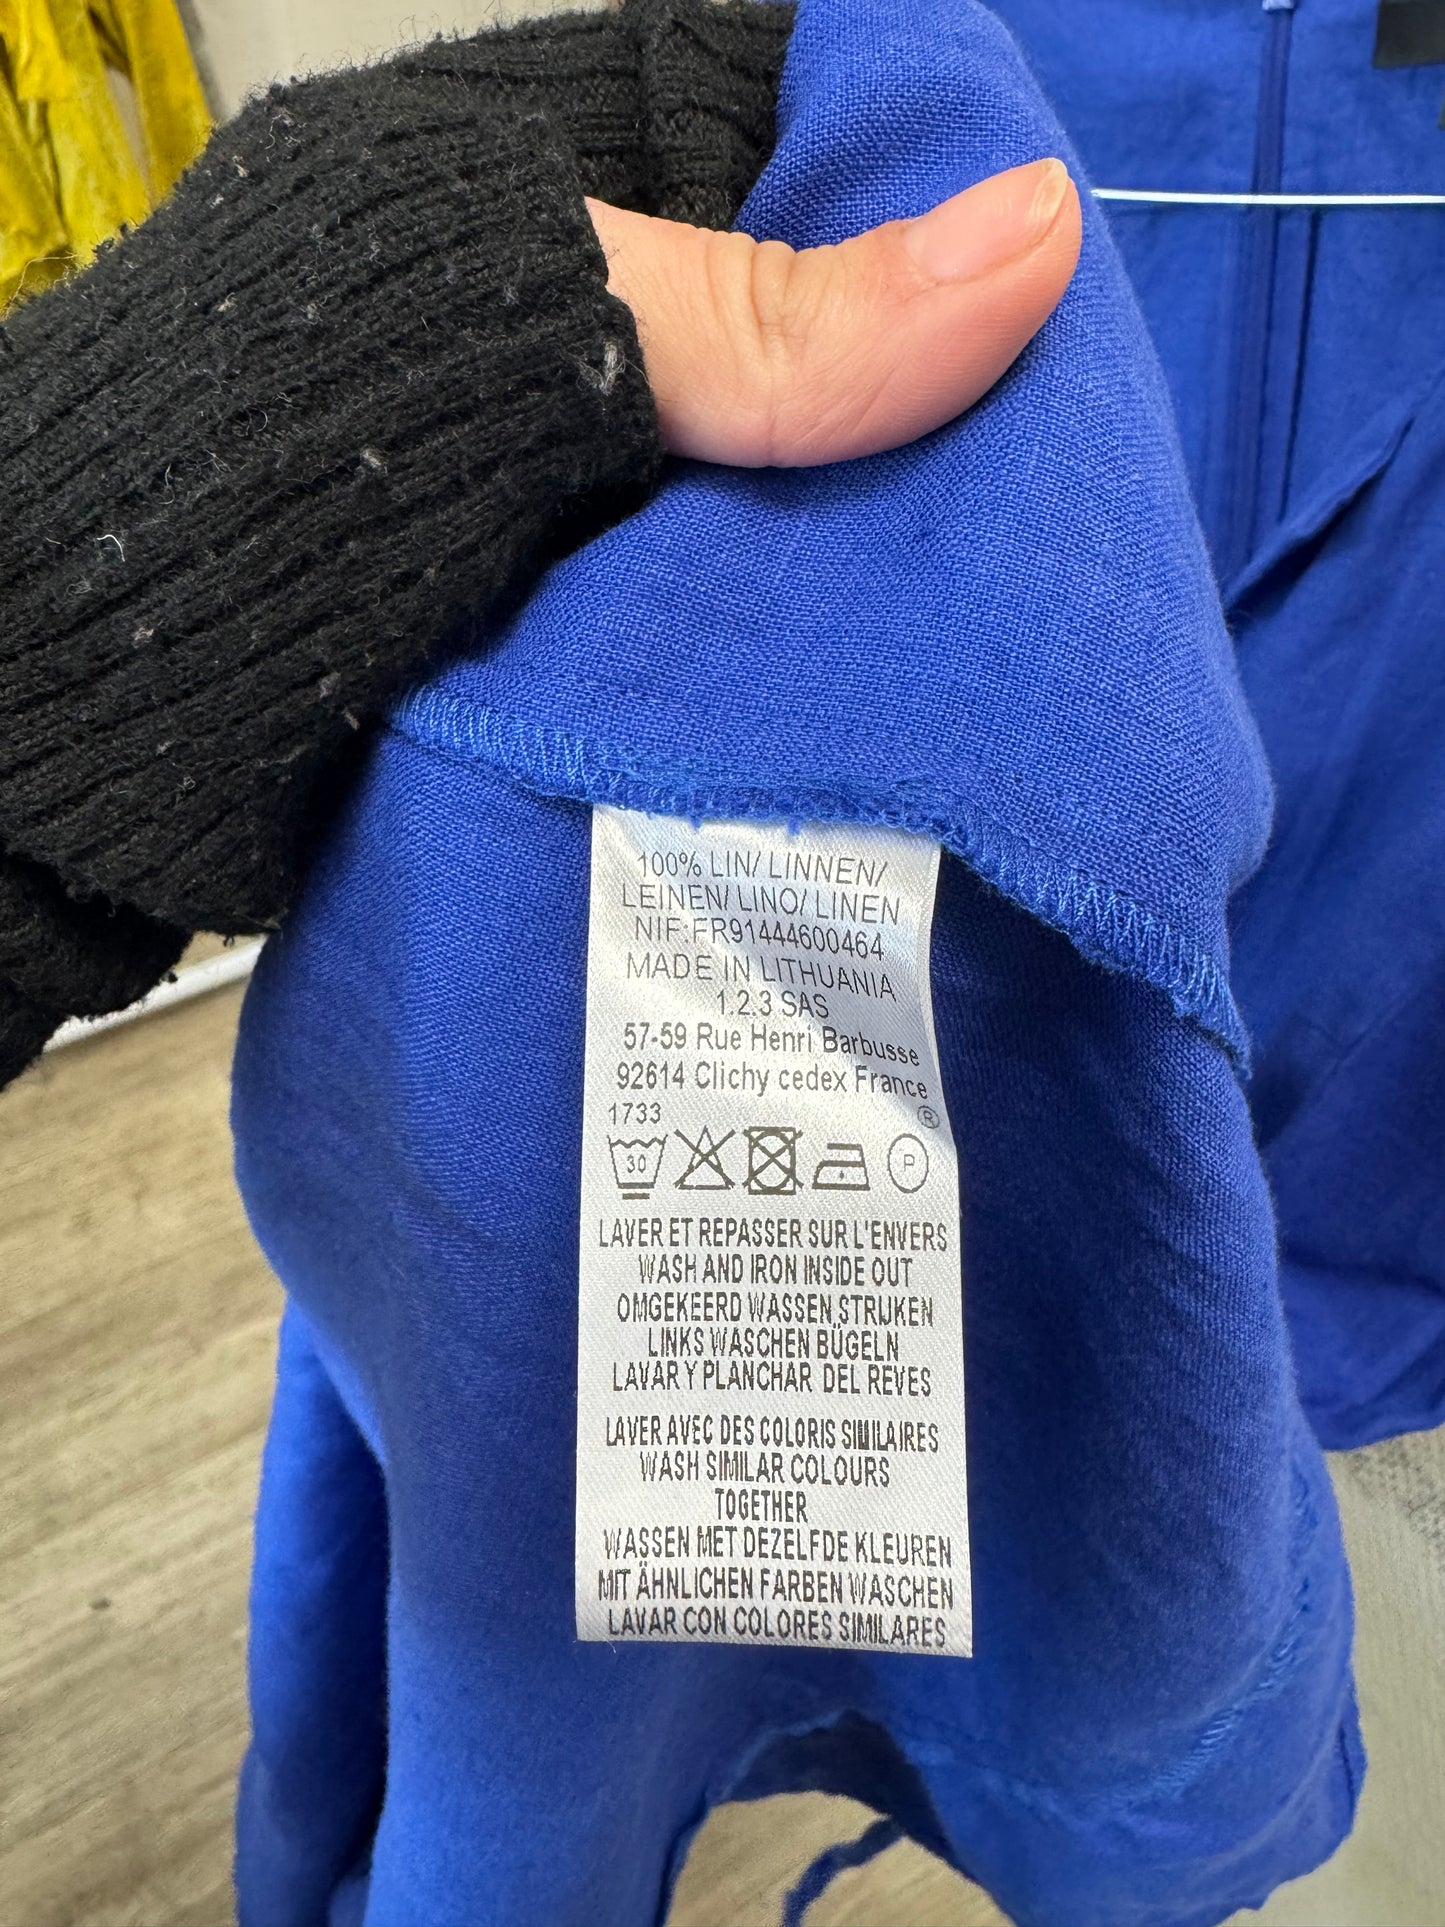 100% LIN/ LINNEN/
LEINEN/ LINO/ LINEN
NIF:FR91444600464
MADE IN LITHUANIA
1.2.3 SAS
57-59 Rue Henri Barbusse
92614 Clichy cedex France
1733 ®
30 P
LAVER ET REPASSER SUR L'ENVERS
WASH AND IRON INSIDE OUT
OMGEKEERD WASSEN,STRIJKEN
LINKS WASCHEN BÜGELN
LAVAR Y PLANCHAR DEL REVES
LAVER AVEC DES COLORIS SIMILAIRES
WASH SIMILAR COLOURS
TOGETHER
WASSEN MET DEZELFDE KLEUREN
MIT ÄHNLICHEN FARBEN WASCHEN
LAVAR CON COLORES SIMILARES